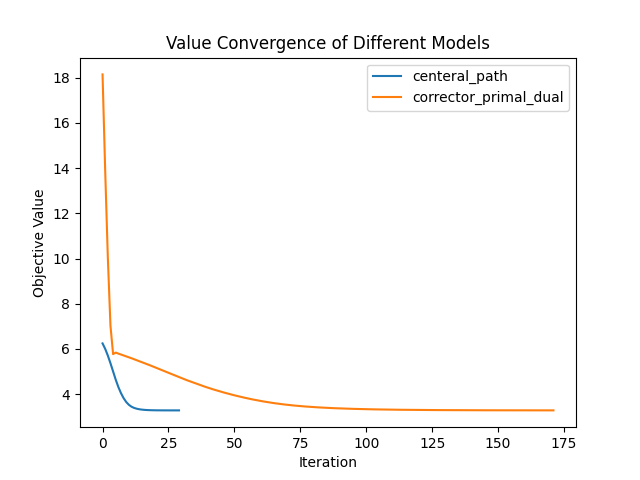 Value Convergence of Different Models
centeral_path
corrector_primal_dual
Objective Value
18
16
14
12
10
8
6
4
0 25 50 75 100 125 150 175
Iteration